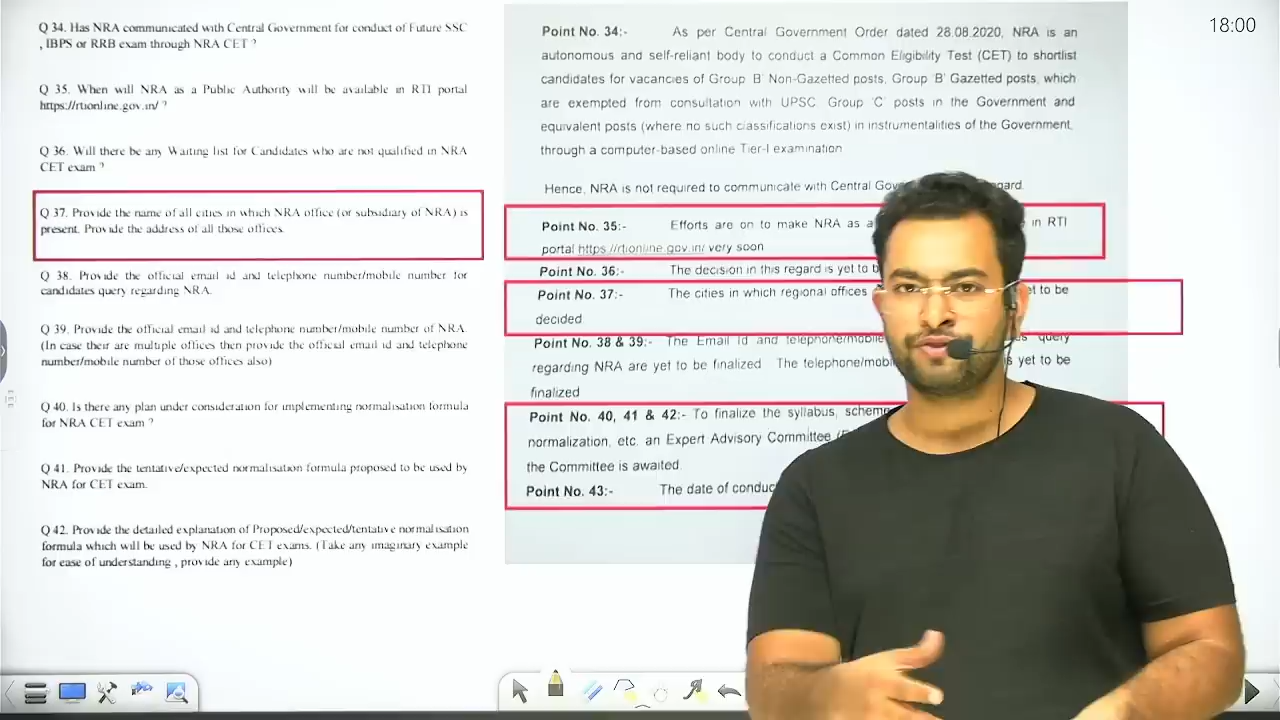 18:00
Q 34. Has NRA communicated with Central Government for conduct of Future SSC
, IBPS or RRB exam through NRA CET ?
Q 35. When will NRA as a Public Authority will be available in RTI portal
https://rtionline.gov.in/ ?
Q 36. Will there be any Waiting list for Candidates who are not qualified in NRA
CET exam ?
Q 37. Provide the name of all cities in which NRA office (or subsidiary of NRA) is
present. Provide the address of all those offices.
Q 38. Provide the official email id and telephone number/mobile number for
candidates query regarding NRA.
Q 39. Provide the official email id and telephone number/mobile number of NRA.
(In case their are multiple offices then provide the official email id and telephone
number/mobile number of those offices also)
Q 40. Is there any plan under consideration for implementing normalisation formula
for NRA CET exam ?
Q 41. Provide the tentative/expected normalisation formula proposed to be used by
NRA for CET exam.
Q 42. Provide the detailed explanation of Proposed/expected/tentative normalisation
formula which will be used by NRA for CET exams. (Take any imaginary example
for ease of understanding , provide any example)
Point No. 34:- As per Central Government Order dated 28.08.2020, NRA is an
autonomous and self-reliant body to conduct a Common Eligibility Test (CET) to shortlist
candidates for vacancies of Group 'B' Non-Gazetted posts, Group 'B' Gazetted posts, which
are exempted from consultation with UPSC, Group 'C' posts in the Government and
equivalent posts (where no such classifications exist) in instrumentalities of the Government,
through a computer-based online Tier-I examination
Hence, NRA is not required to communicate with Central
Point No. 35:- Efforts are on to make NRA as a in RTI
portal https://rtionline.gov.in/ very soon
Point No. 36:- The decision in this regard is yet to
Point No. 37:- The cities in which regional offices to be
decided
Point No. 38 & 39:- The Email Id and query
regarding NRA are yet to be finalized The yet to be
finalized
Point No. 40, 41 & 42:- To finalize the syllabus,
normalization, etc. an Expert Advisory Committee
the Committee is awaited.
Point No. 43:- The date of